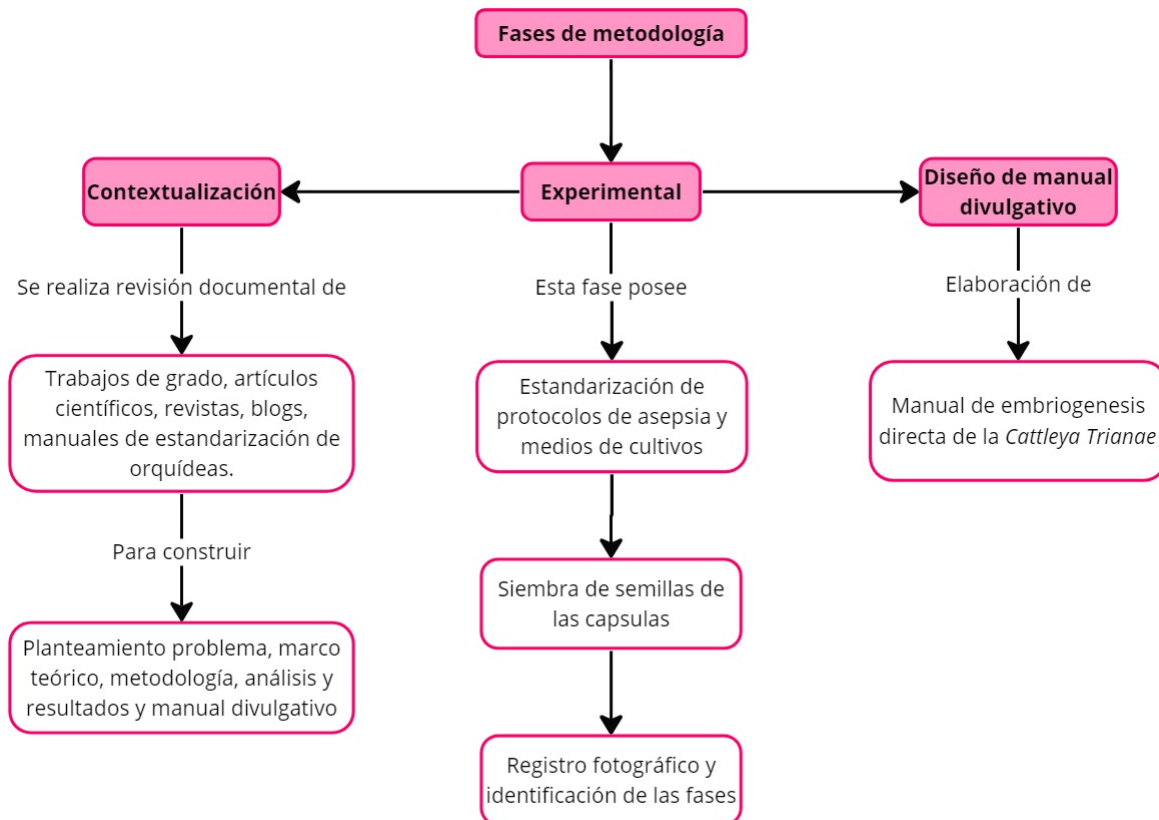 Fases de metodología
Contextualización
Experimental
Diseño de manual
divulgativo
Se realiza revisión documental de
Esta fase posee
Elaboración de
Trabajos de grado, artículos
científicos, revistas, blogs,
manuales de estandarización de
orquídeas.
Estandarización de
protocolos de asepsia y
medios de cultivos
Manual de embriogenesis
directa de la Cattleya Trianae
Para construir
Siembra de semillas de
las capsulas
Planteamiento problema, marco
teórico, metodología, análisis y
resultados y manual divulgativo
Registro fotográfico y
identificación de las fases